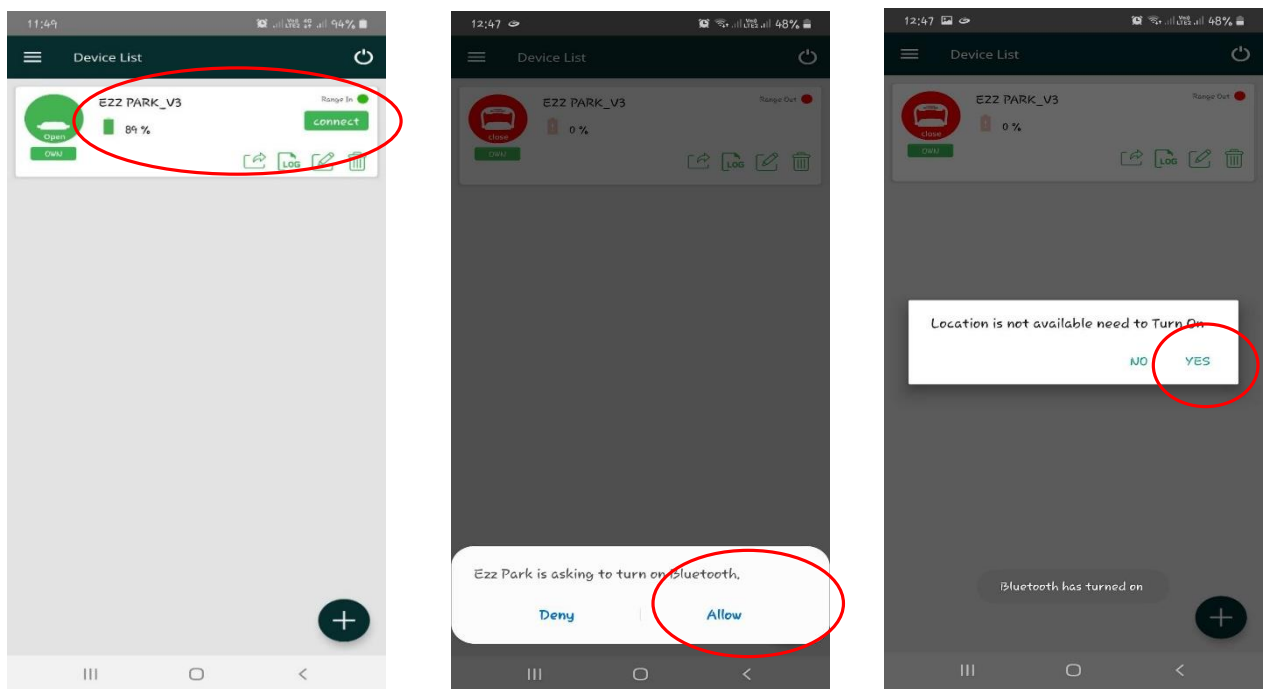 11:49
94%
Device List
EZZ PARK_V3
Range In
89 %
connect
Open
OWN
LOG
12:47
48%
Device List
EZZ PARK_V3
Range Out
0 %
close
OWN
LOG
Ezz Park is asking to turn on Bluetooth.
Deny
Allow
12:47
48%
Device List
EZZ PARK_V3
Range Out
0 %
close
OWN
LOG
Location is not available need to Turn On
NO
YES
Bluetooth has turned on